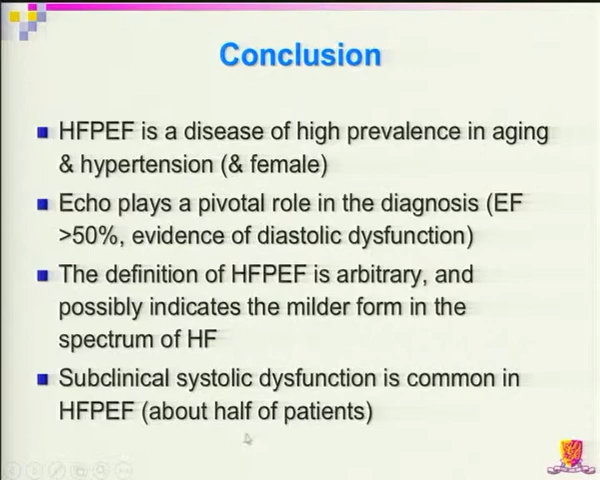 Conclusion
HFPEF is a disease of high prevalence in aging
& hypertension (& female)
Echo plays a pivotal role in the diagnosis (EF
>50%, evidence of diastolic dysfunction)
The definition of HFPEF is arbitrary, and
possibly indicates the milder form in the
spectrum of HF
Subclinical systolic dysfunction is common in
HFPEF (about half of patients)